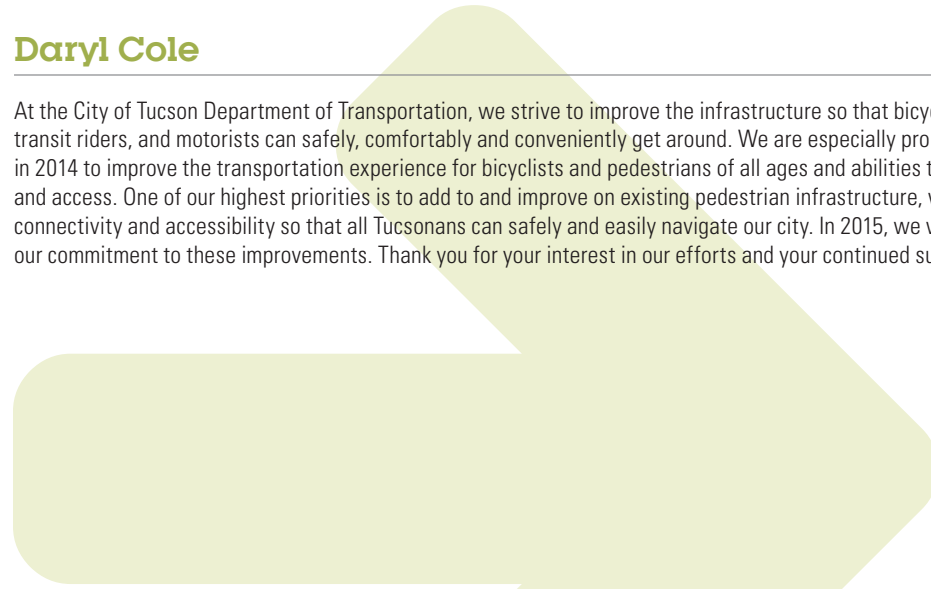 Daryl Cole
At the City of Tucson Department of Transportation, we strive to improve the infrastructure so that
transit riders, and motorists can safely, comfortably and conveniently get around. We are especially
in 2014 to improve the transportation experience for bicyclists and pedestrians of all ages and abilities
and access. One of our highest priorities is to add to and improve on existing pedestrian infrastructure,
connectivity and accessibility so that all Tucsonans can safely and easily navigate our city. In 2015, we
our commitment to these improvements. Thank you for your interest in our efforts and your continued